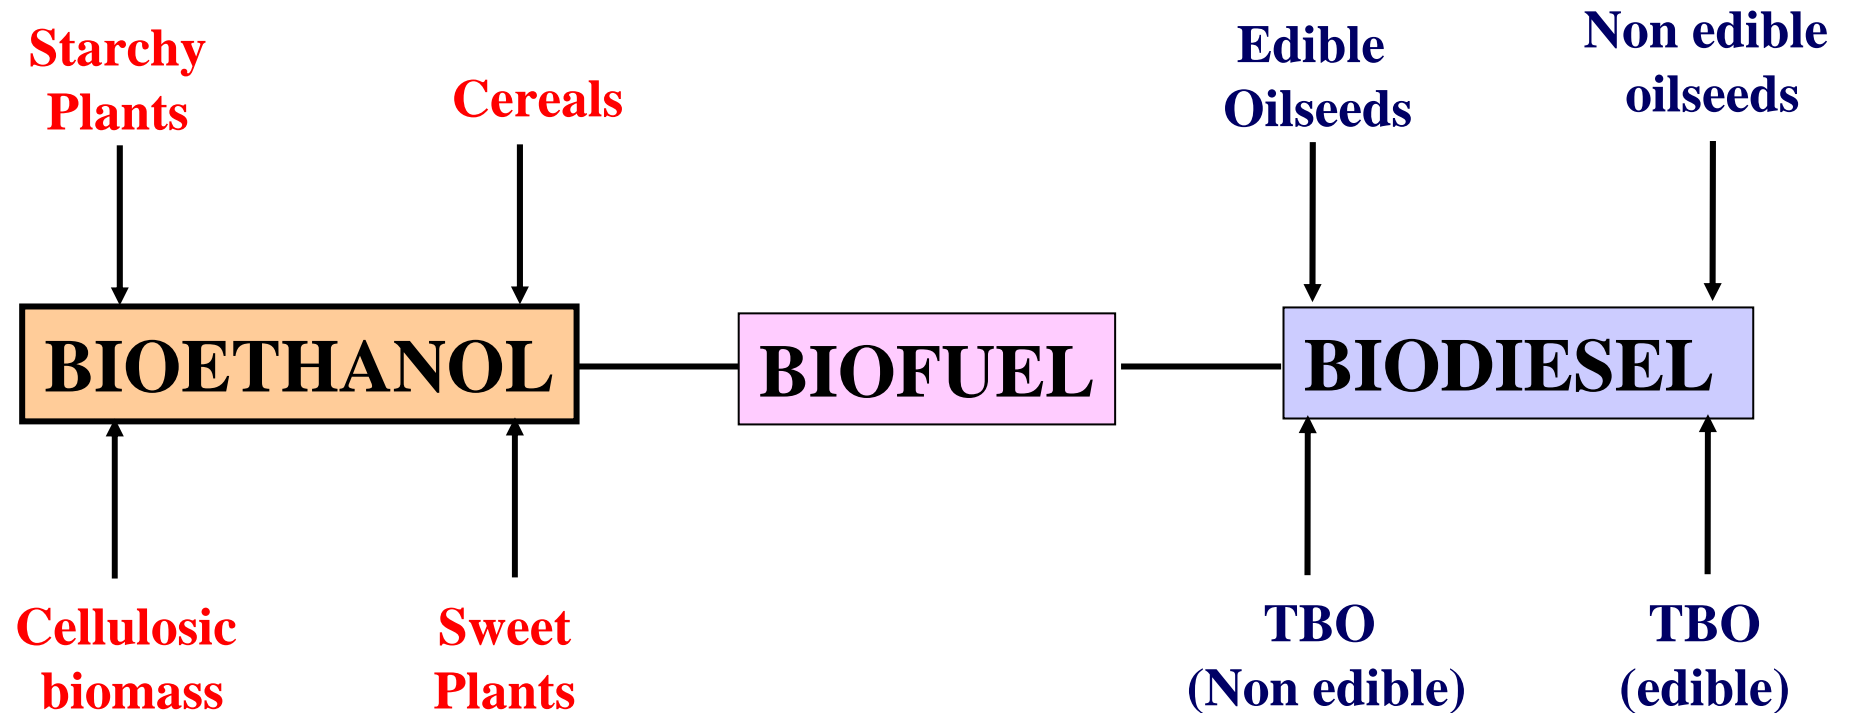 Starchy
Plants
Cereals
Edible
Oilseeds
Non edible
oilseeds
BIOETHANOL
BIOFUEL
BIODIESEL
Cellulosic
biomass
Sweet
Plants
TBO
(Non edible)
TBO
(edible)